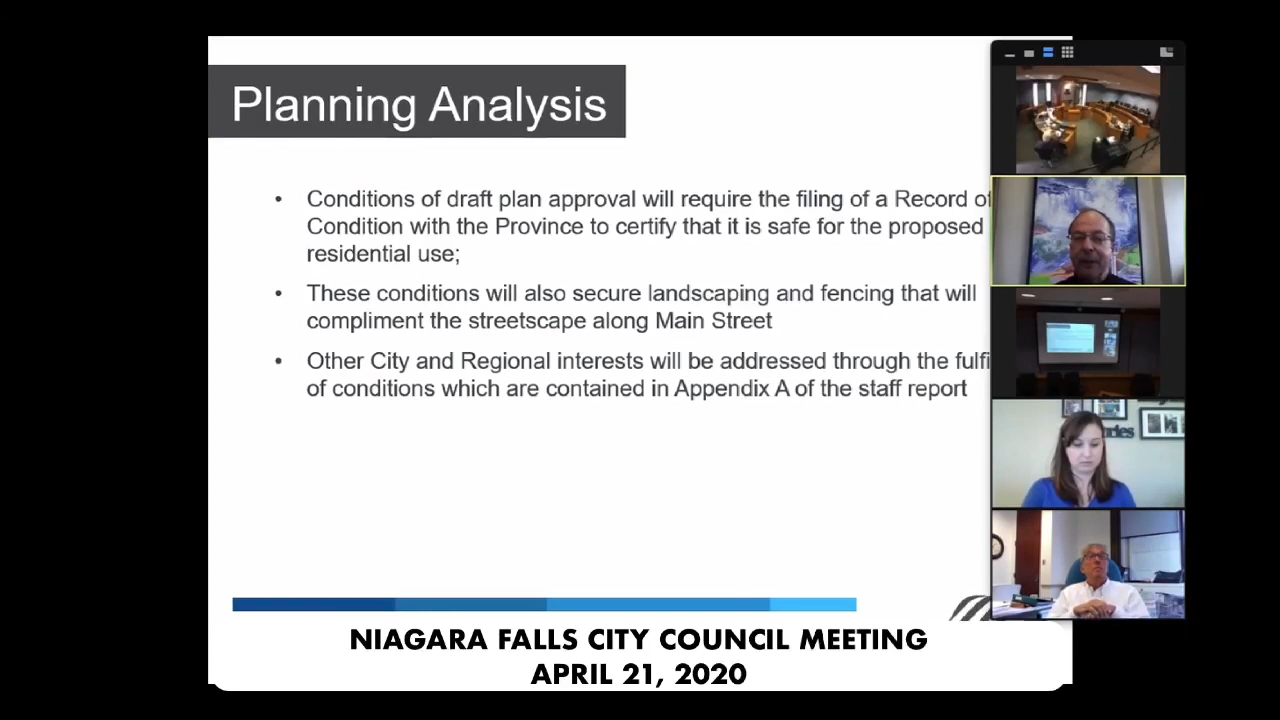 Planning Analysis
• Conditions of draft plan approval will require the filing of a Record of
Condition with the Province to certify that it is safe for the proposed
residential use;
• These conditions will also secure landscaping and fencing that will
compliment the streetscape along Main Street
• Other City and Regional interests will be addressed through the fulfi
of conditions which are contained in Appendix A of the staff report
NIAGARA FALLS CITY COUNCIL MEETING
APRIL 21, 2020